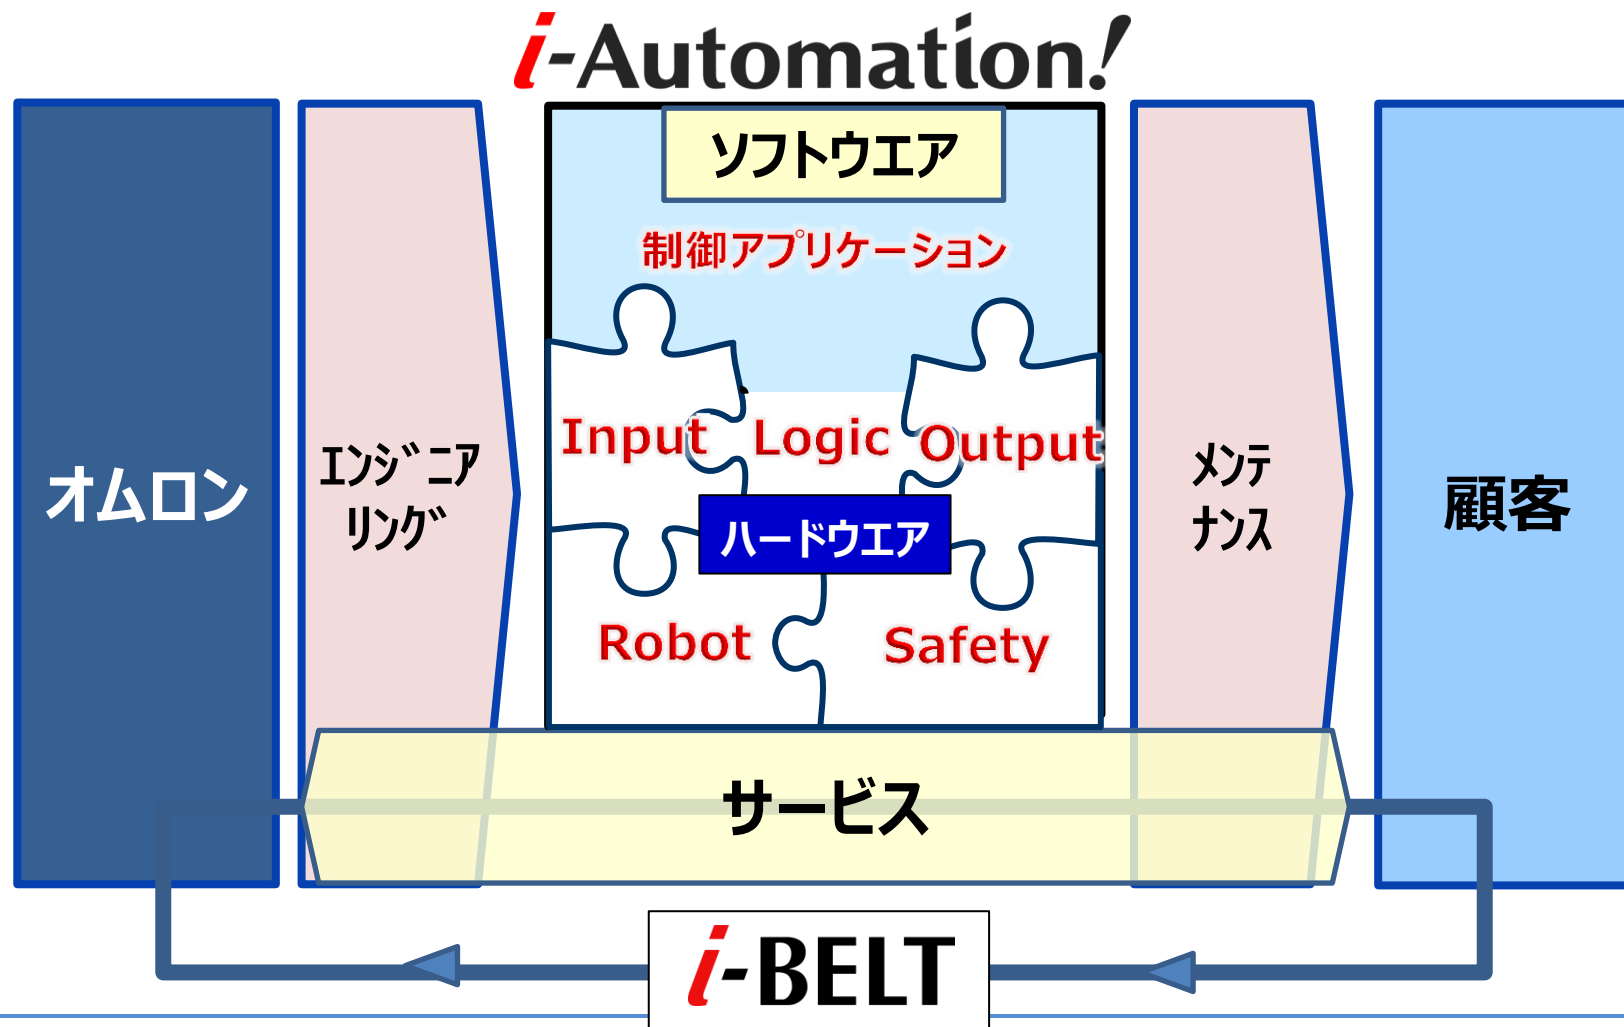 i-Automation!
ソフトウエア
制御アプリケーション
Input
Logic
Output
オムロン
ｴﾝｼﾞﾆｱ
ﾘﾝｸﾞ
ハードウエア
ﾒﾝﾃ
ﾅﾝｽ
顧客
Robot
Safety
サービス
i-BELT